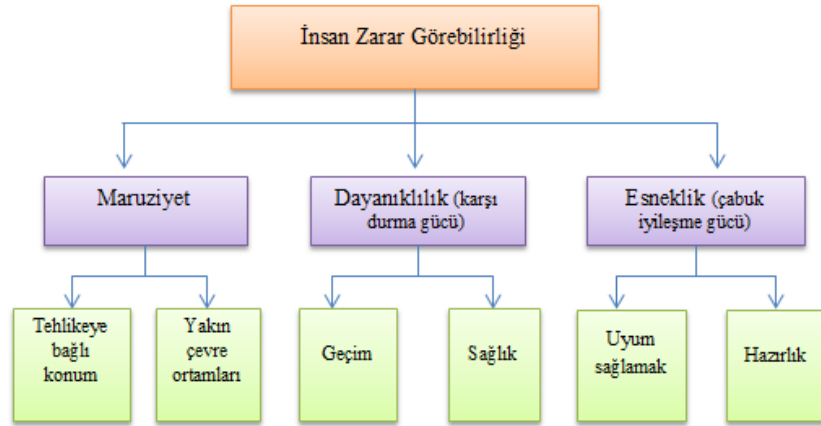 İnsan Zarar Görebilirliği
Maruziyet
Dayanıklılık (karşı
durma gücü)
Esneklik (çabuk
iyileşme gücü)
Tehlikeye
bağlı
konum
Yakın
çevre
ortamları
Geçim
Sağlık
Uyum
sağlamak
Hazırlık